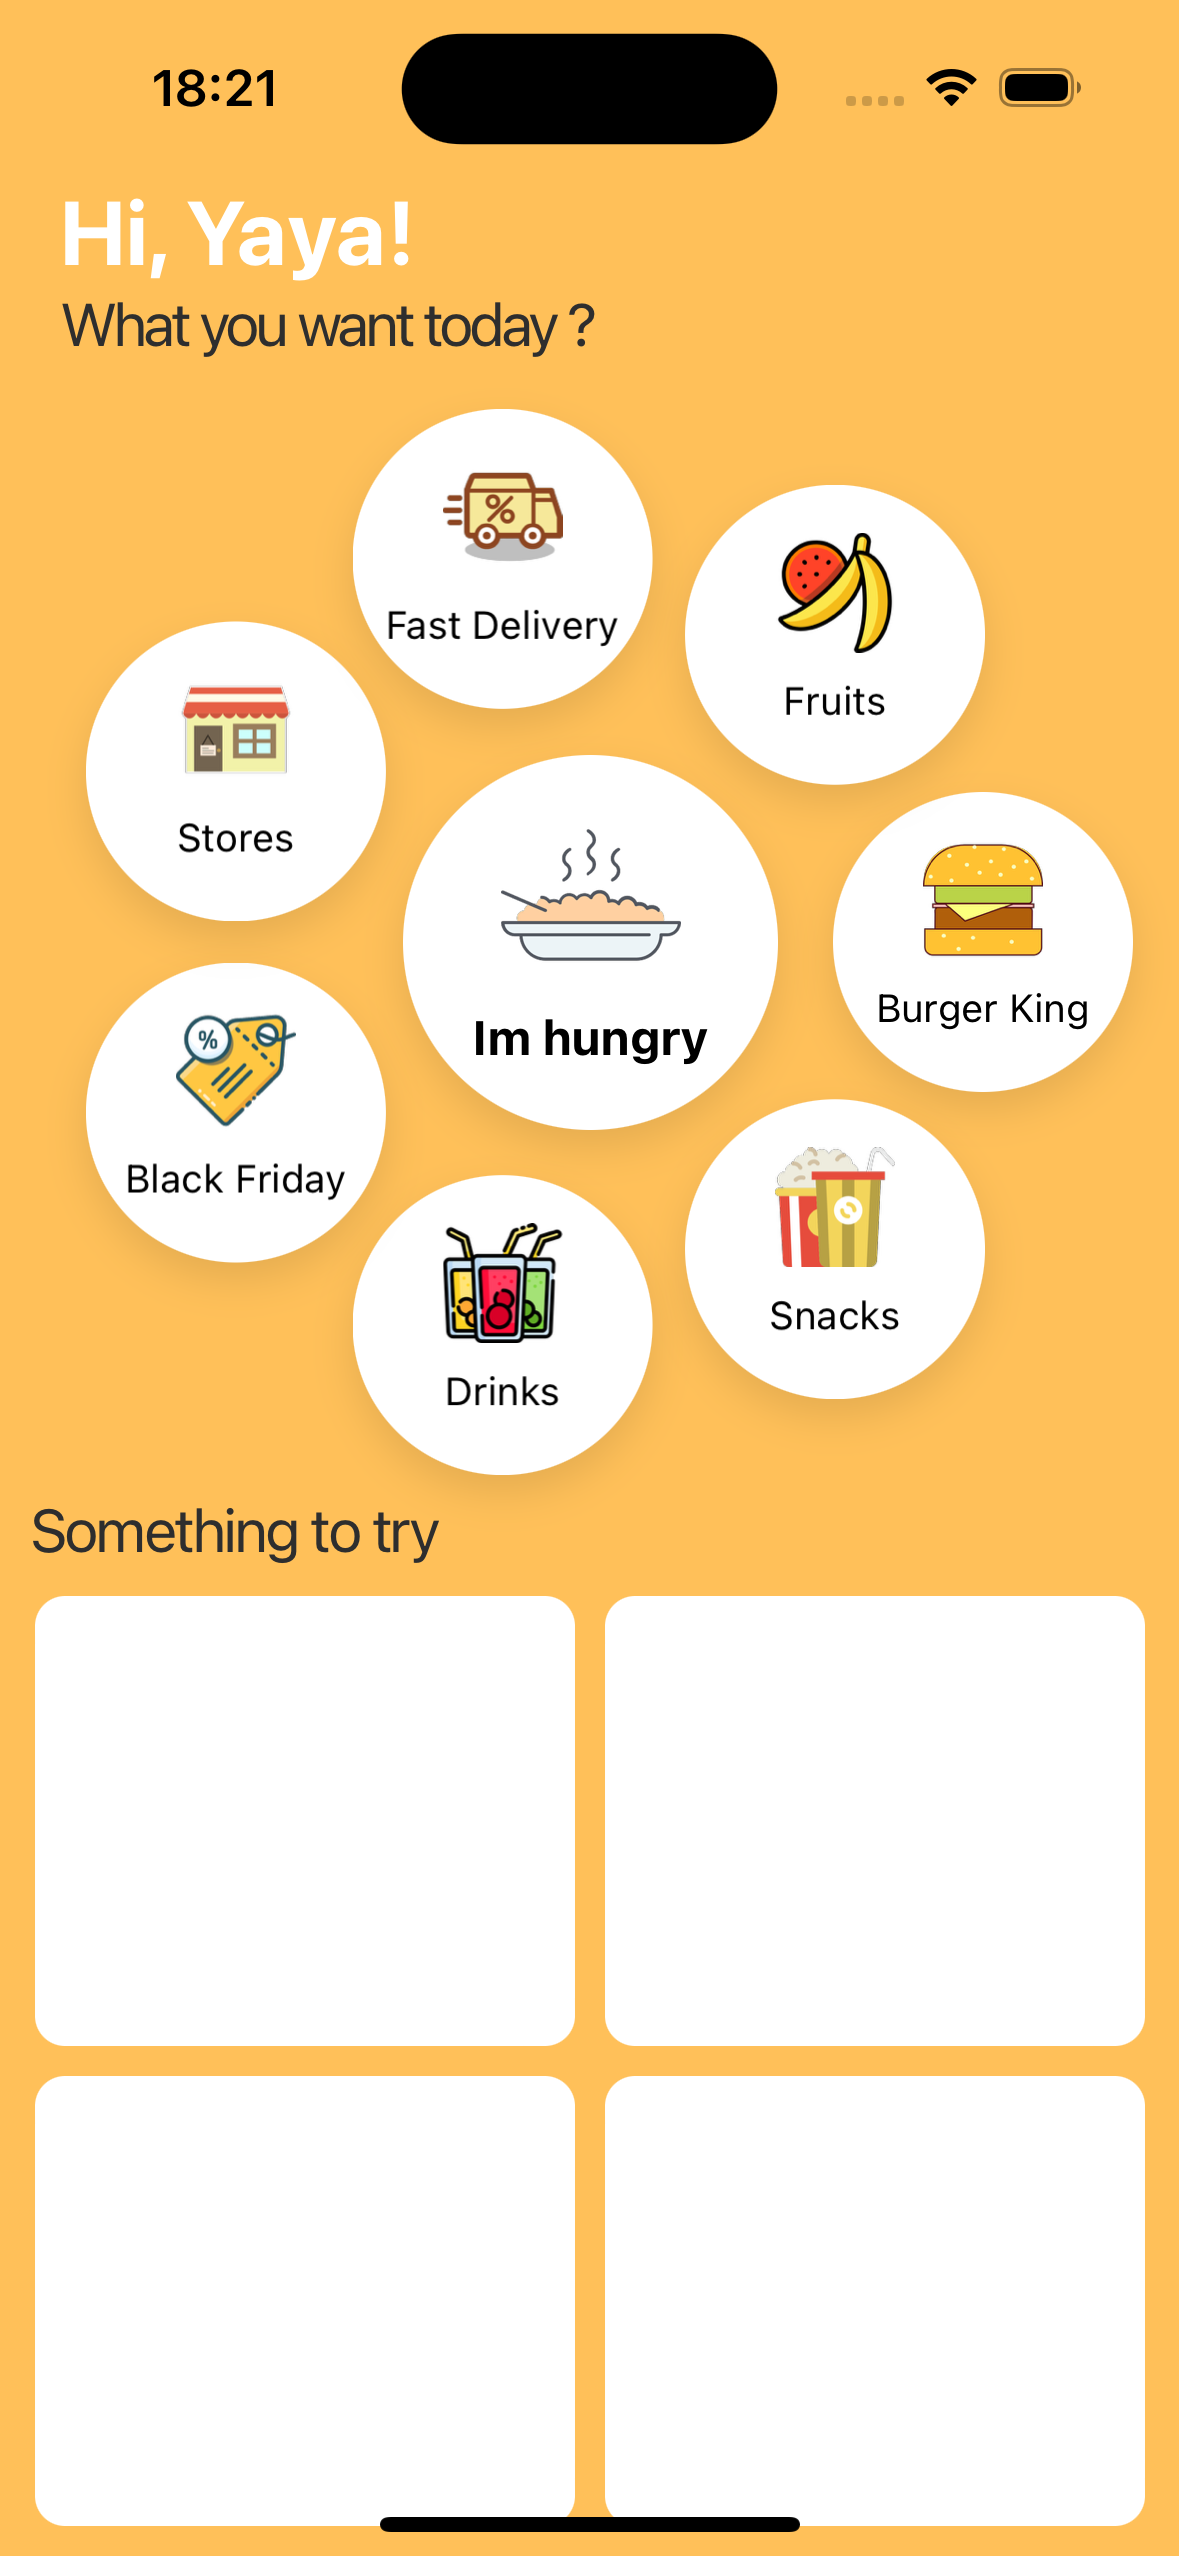 18:21
Hi, Yaya!
What you want today ?
%
Fast Delivery
Fruits
Stores
Burger King
Im hungry
%
Black Friday
Snacks
Drinks
Something to try